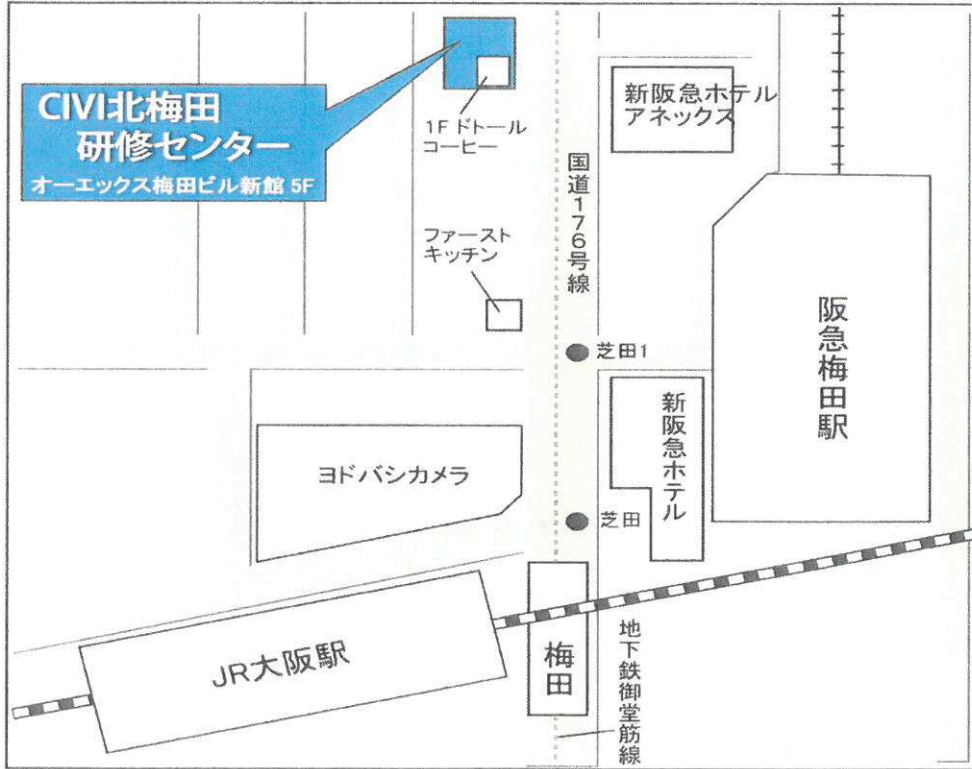 CIVI北梅田
研修センター
オーエックス梅田ビル新館 5F
1F ドトール
コーヒー
新阪急ホテル
アネックス
国道176号線
ファースト
キッチン
阪急梅田駅
芝田1
新阪急ホテル
ヨドバシカメラ
芝田
JR大阪駅
梅田
地下鉄御堂筋線